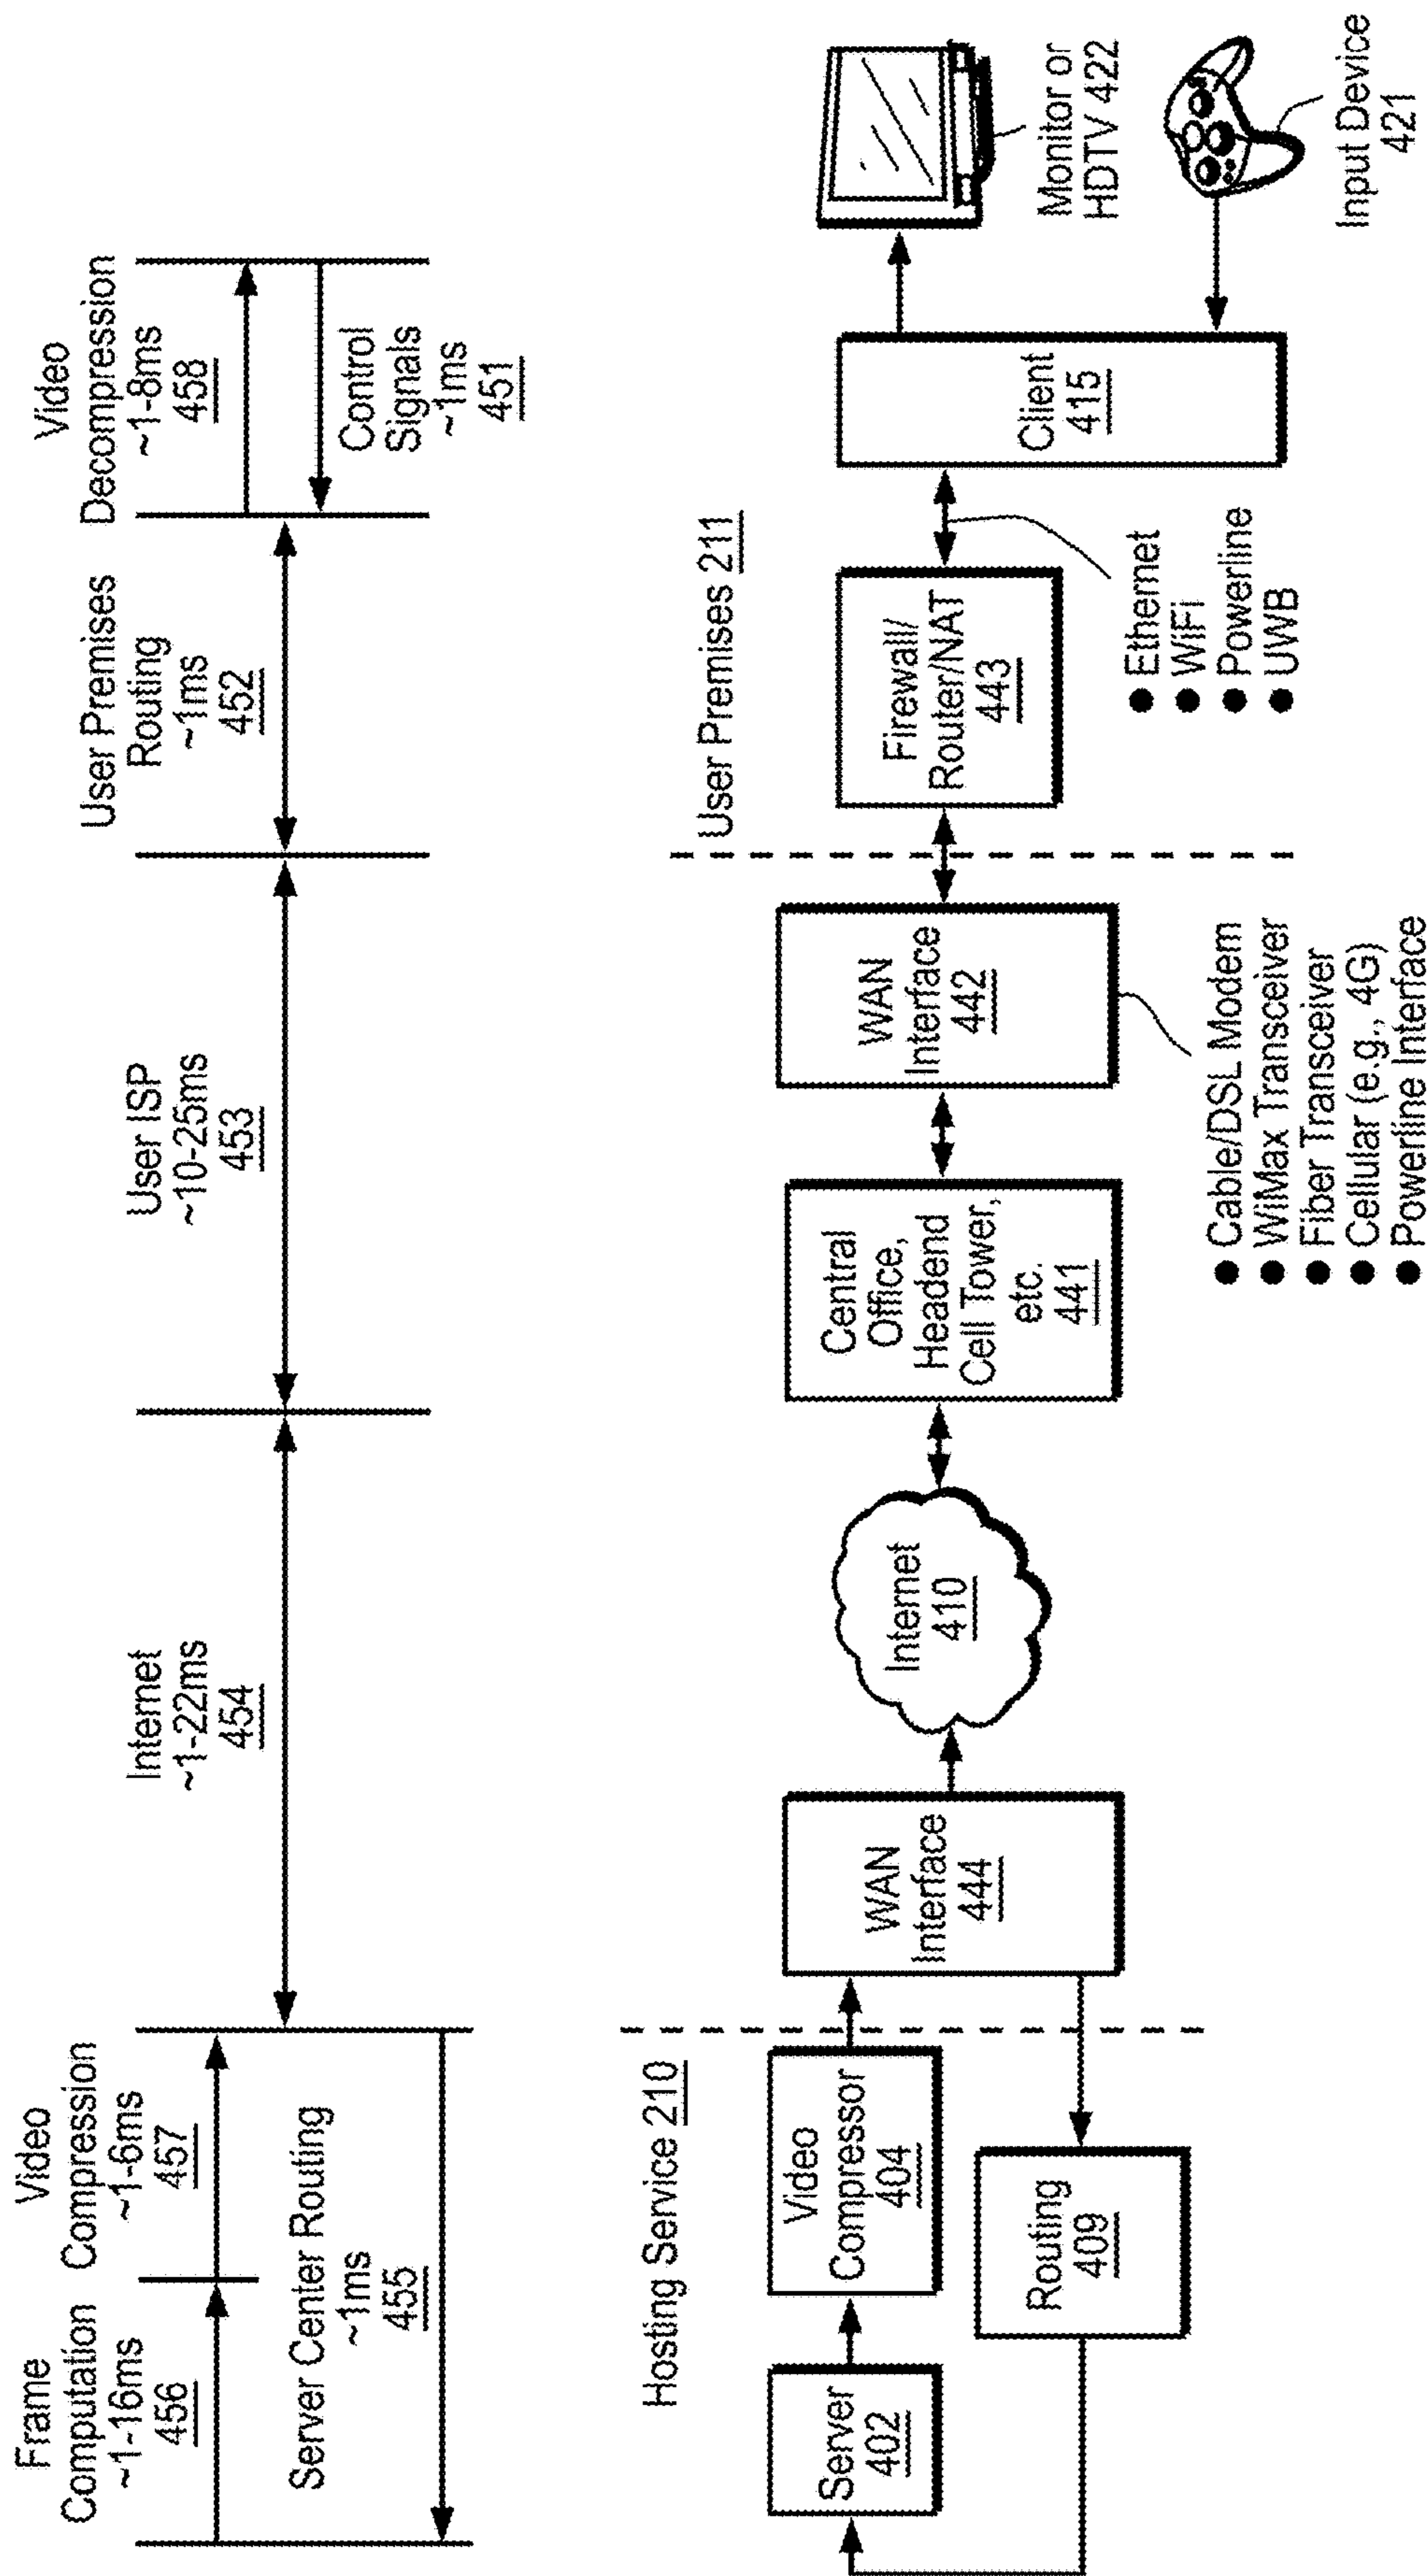 Frame
Computation
~1-16ms
456
Video
Compression
~1-6ms
457
Server Center Routing
~1ms
455
Internet
~1-22ms
454
User ISP
~10-25ms
453
User Premises
Routing
~1ms
452
Video
Decompression
~1-8ms
458
Control
Signals
~1ms
451
Hosting Service 210
Server
402
Video
Compressor
404
Routing
409
WAN
Interface
444
Internet
410
Central
Office,
Headend
Cell Tower,
etc.
441
WAN
Interface
442
● Cable/DSL Modem
● WiMax Transceiver
● Fiber Transceiver
● Cellular (e.g., 4G)
● Powerline Interface
User Premises 211
Firewall/
Router/NAT
443
● Ethernet
● WiFi
● Powerline
● UWB
Client
415
Monitor or
HDTV 422
Input Device
421